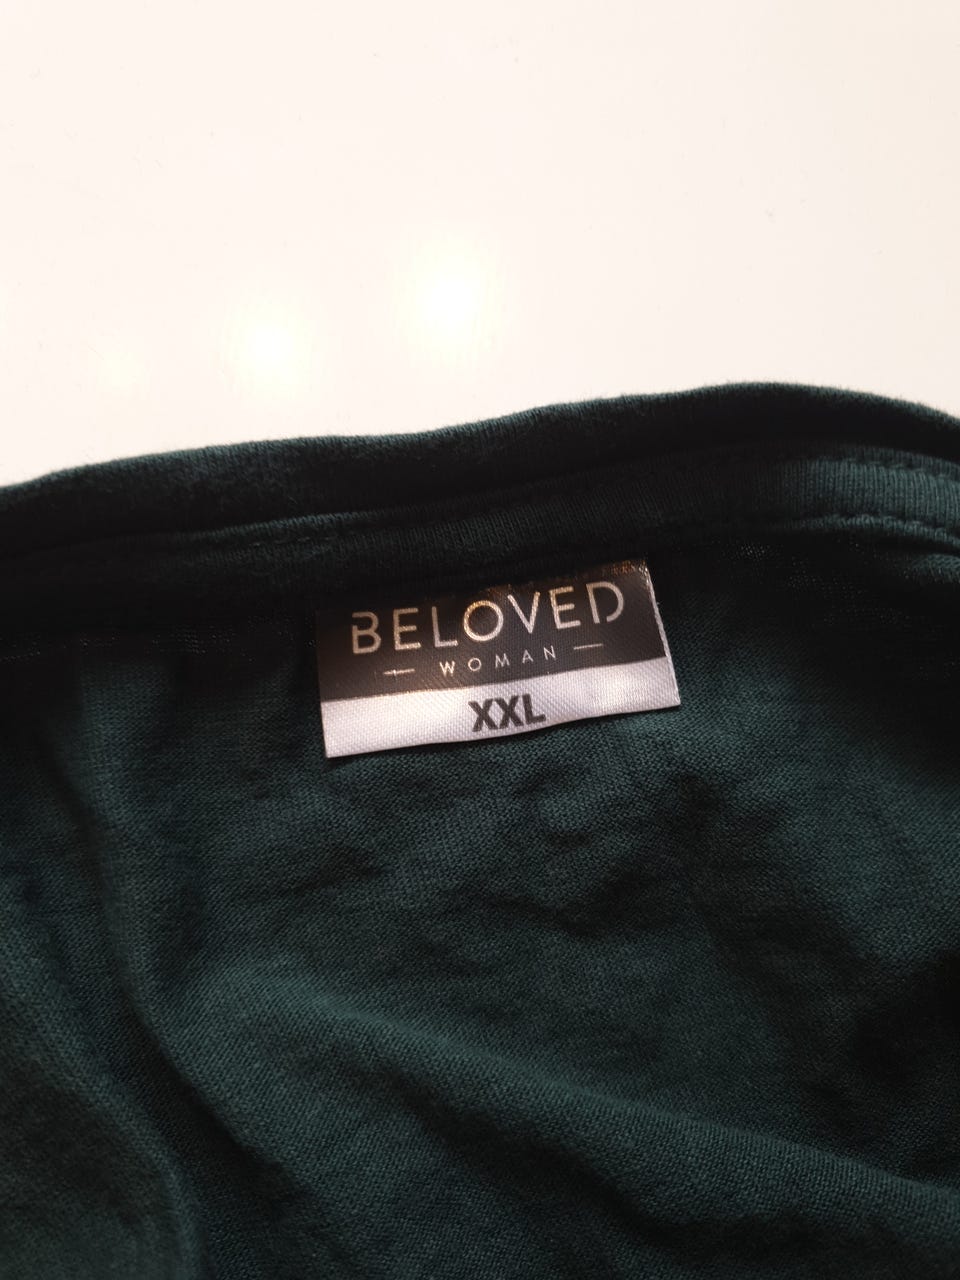 BELOVED
— WOMAN —
XXL